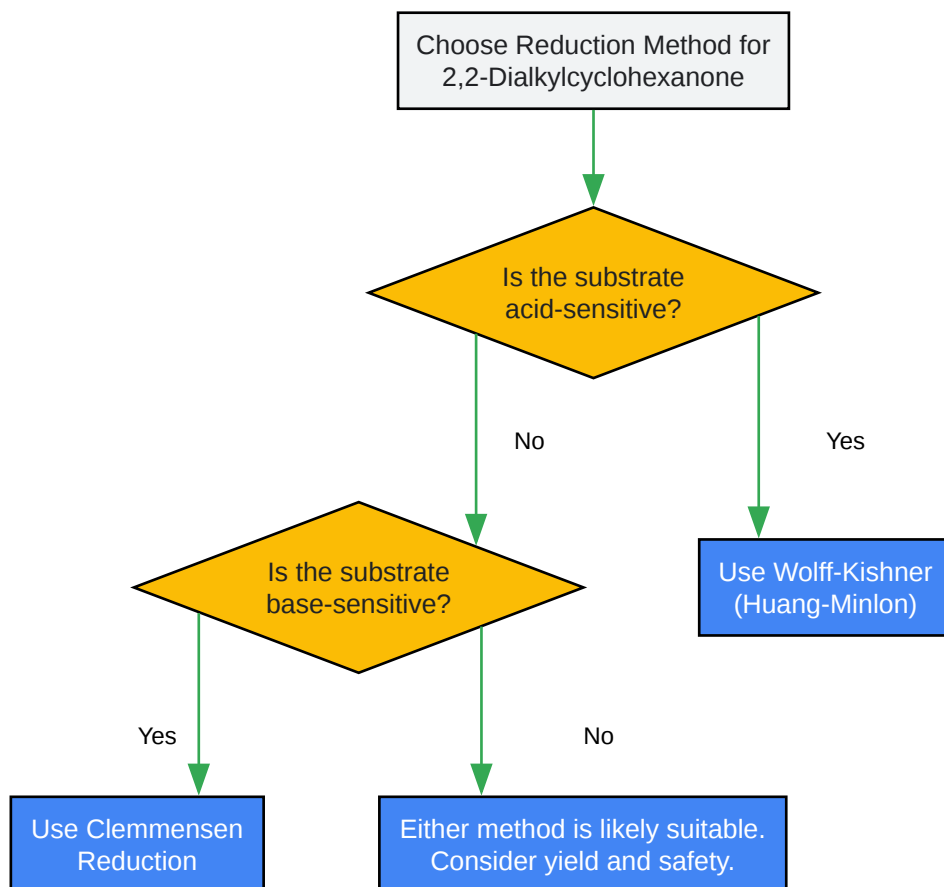 Choose Reduction Method for
2,2-Dialkylcyclohexanone
Is the substrate
acid-sensitive?
No
Yes
Is the substrate
base-sensitive?
Use Wolff-Kishner
(Huang-Minlon)
Yes
No
Use Clemmensen
Reduction
Either method is likely suitable.
Consider yield and safety.